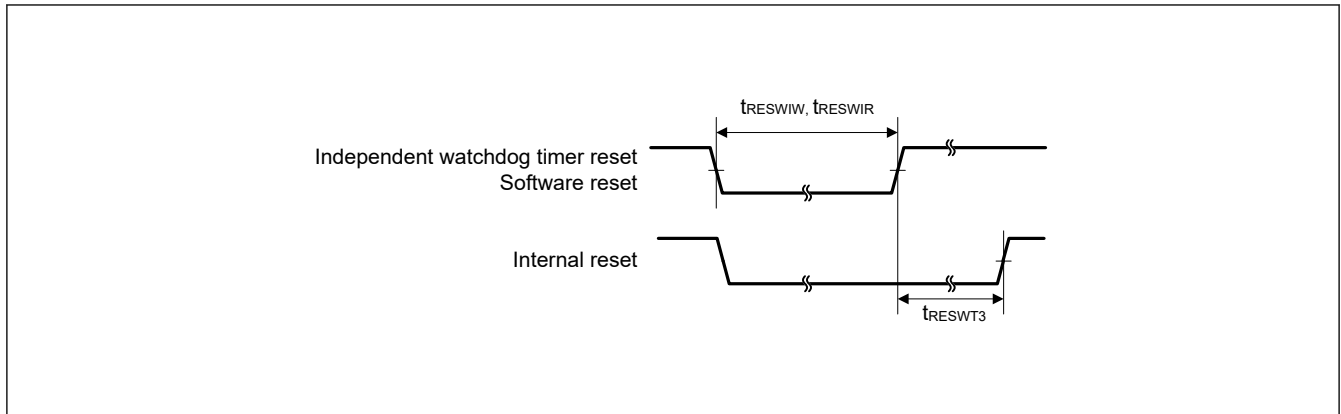 tRESWIW, tRESWIR
Independent watchdog timer reset
Software reset
Internal reset
tRESWT3